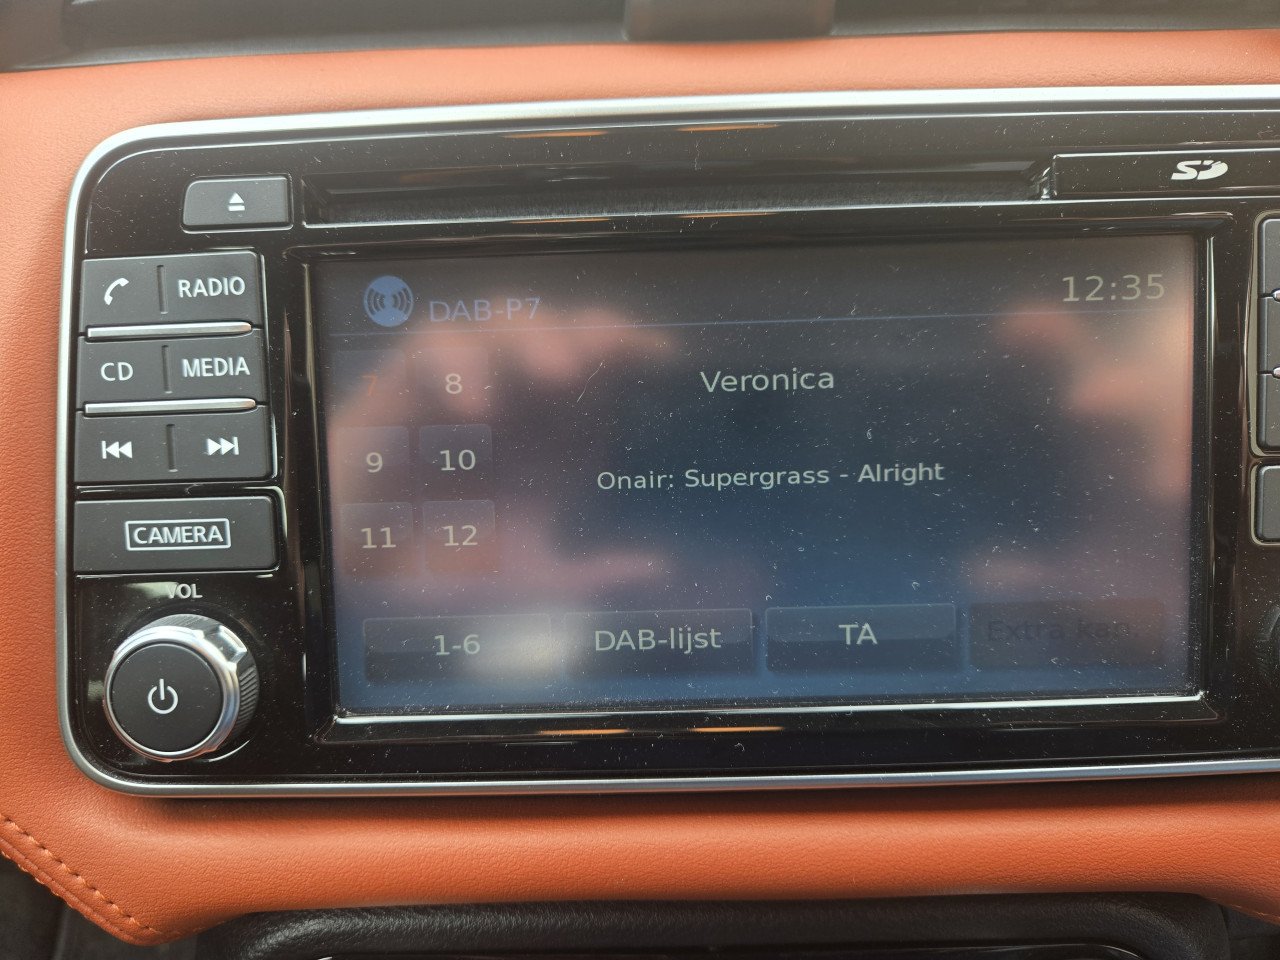 SD
RADIO
CD MEDIA
CAMERA
VOL
DAB-P7
12:35
7 8
9 10
11 12
Veronica
Onair: Supergrass - Alright
1-6 DAB-lijst TA Extra